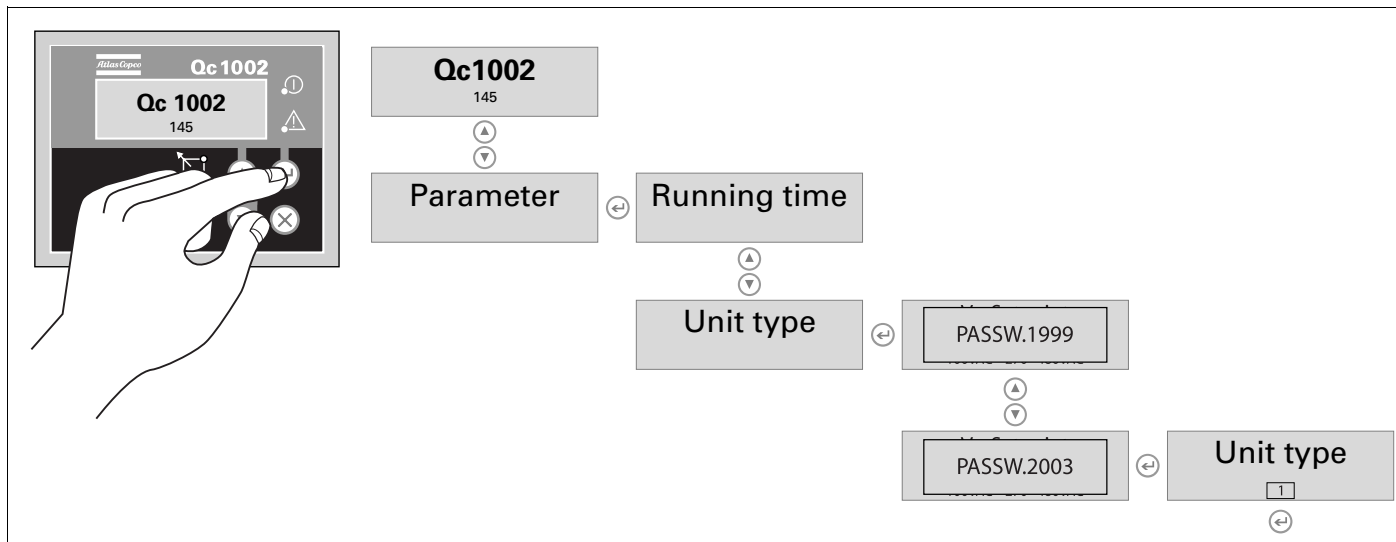 Atlas Copco
Qc1002
Qc 1002
145
Qc1002
145
Parameter
Running time
Unit type
PASSW.1999
PASSW.2003
Unit type
1